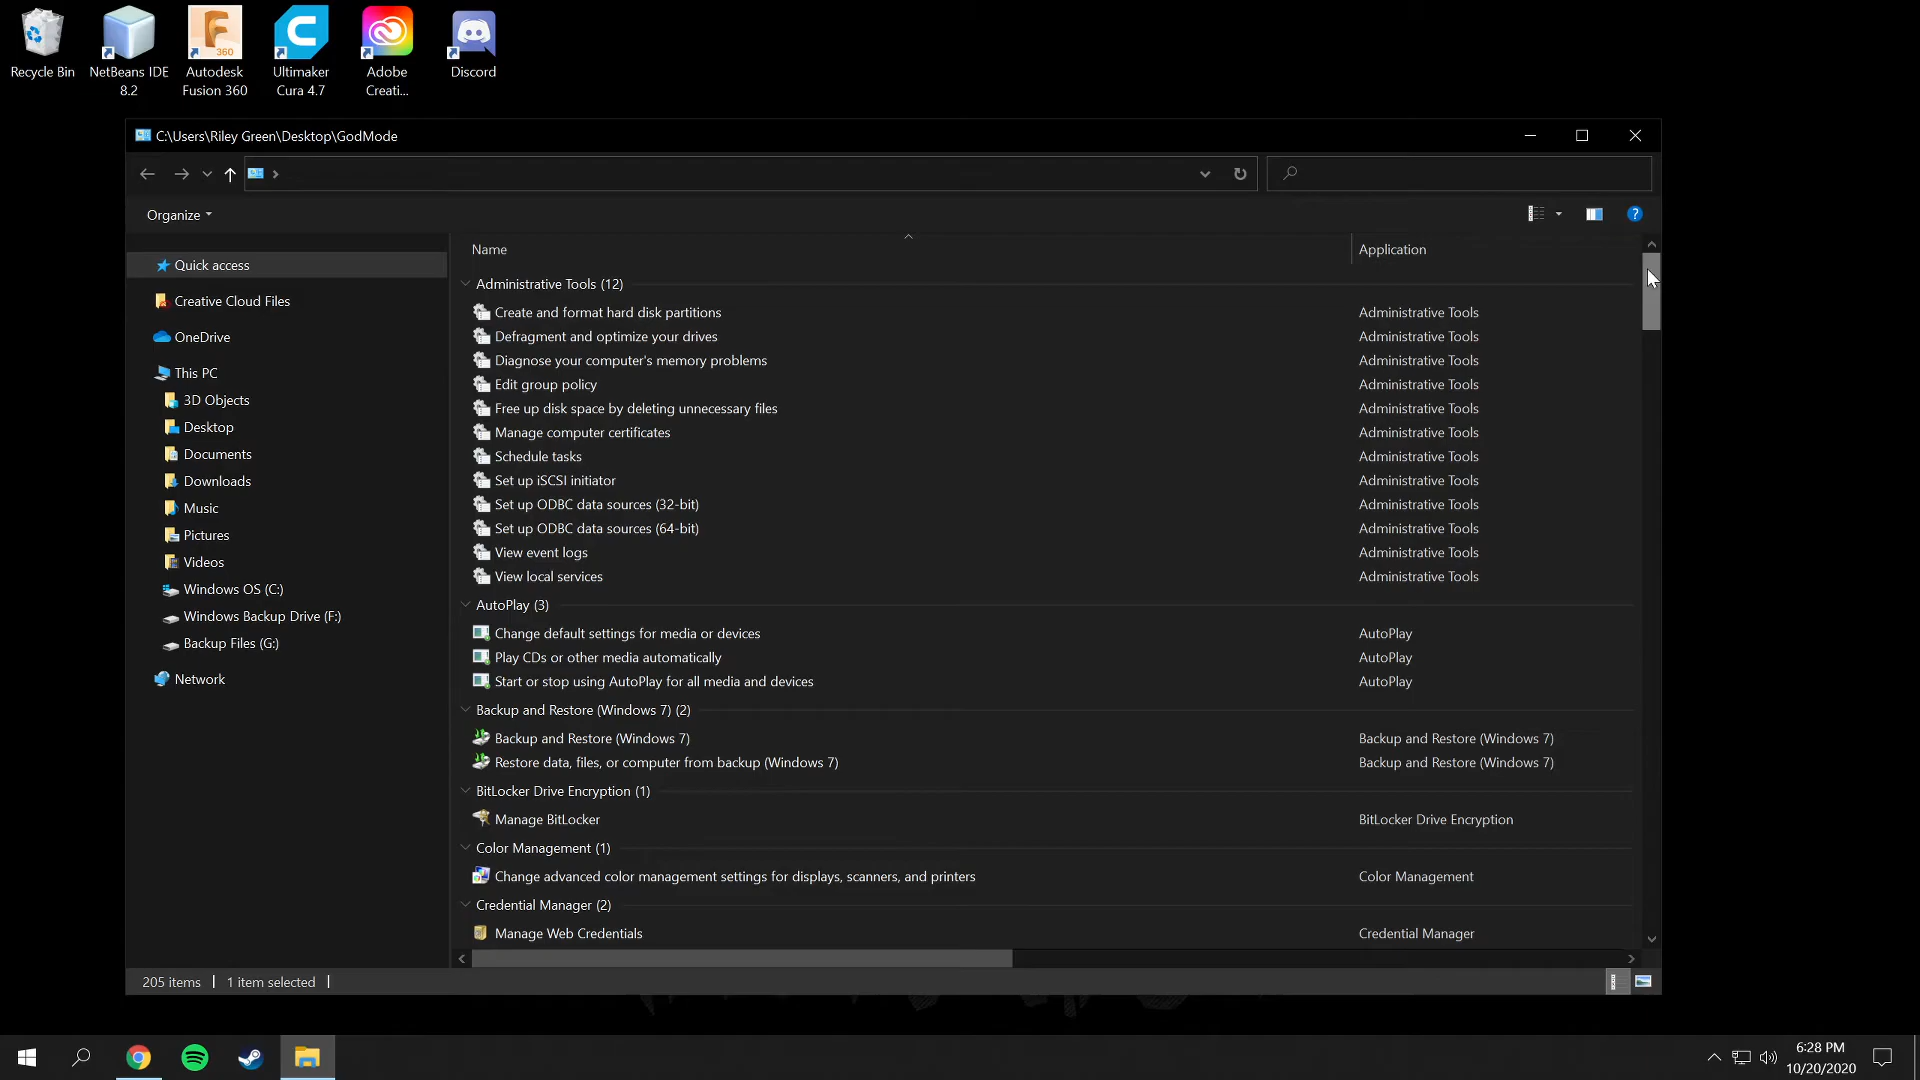 Recycle Bin
NetBeans IDE
8.2
Autodesk
Fusion 360
360
Ultimaker
Cura 4.7
Adobe
Creati...
Discord
C:\Users\Riley Green\Desktop\GodMode
Organize
?
Quick access
Creative Cloud Files
OneDrive
This PC
3D Objects
Desktop
Documents
Downloads
Music
Pictures
Videos
Windows OS (C:)
Windows Backup Drive (F:)
Backup Files (G:)
Network
Name Application
Administrative Tools (12)
Create and format hard disk partitions Administrative Tools
Defragment and optimize your drives Administrative Tools
Diagnose your computer's memory problems Administrative Tools
Edit group policy Administrative Tools
Free up disk space by deleting unnecessary files Administrative Tools
Manage computer certificates Administrative Tools
Schedule tasks Administrative Tools
Set up iSCSI initiator Administrative Tools
Set up ODBC data sources (32-bit) Administrative Tools
Set up ODBC data sources (64-bit) Administrative Tools
View event logs Administrative Tools
View local services Administrative Tools
AutoPlay (3)
Change default settings for media or devices AutoPlay
Play CDs or other media automatically AutoPlay
Start or stop using AutoPlay for all media and devices AutoPlay
Backup and Restore (Windows 7) (2)
Backup and Restore (Windows 7) Backup and Restore (Windows 7)
Restore data, files, or computer from backup (Windows 7) Backup and Restore (Windows 7)
BitLocker Drive Encryption (1)
Manage BitLocker BitLocker Drive Encryption
Color Management (1)
Change advanced color management settings for displays, scanners, and printers Color Management
Credential Manager (2)
Manage Web Credentials Credential Manager
205 items 1 item selected
6:28 PM
10/20/2020